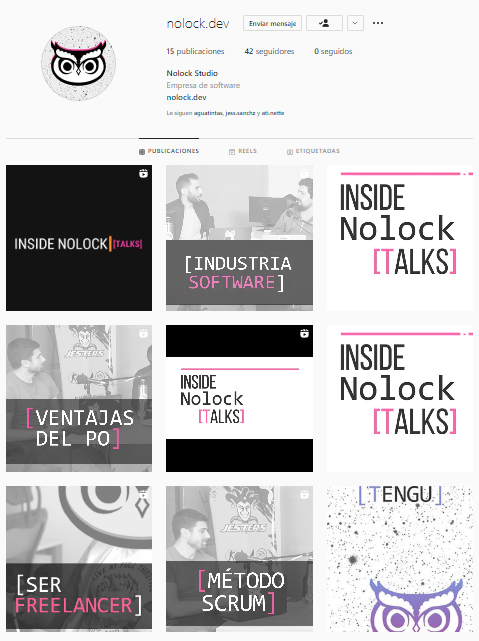 nolock.dev Enviar mensaje
15 publicaciones 42 seguidores 0 seguidos
Nolock Studio
Empresa de software
nolock.dev
Le siguen aguatintas, jess.sanchz y ati.nette
PUBLICACIONES REELS ETIQUETADAS
INSIDE NOLOCK [TALKS]
[INDUSTRIA
SOFTWARE]
INSIDE
Nolock
[TALKS]
JESTERS
[VENTAJAS
DEL PO]
INSIDE
Nolock
[TALKS]
INSIDE
Nolock
[TALKS]
[SER
FREELANCER]
JESTERS
[MÉTODO
SCRUM]
[TENGU]